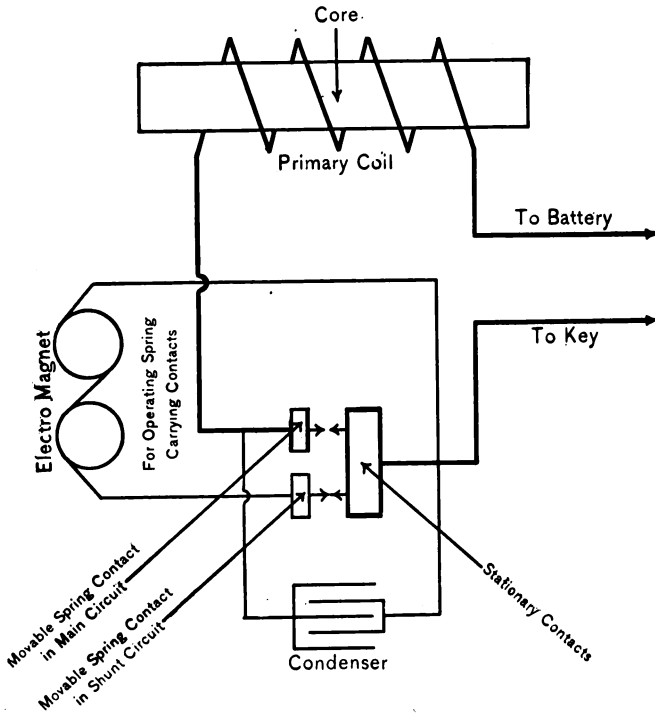 Core
Primary Coil
To Battery
To Key
Electro Magnet
For Operating Spring
Carrying Contacts
Movable Spring Contact
in Main Circuit
Movable Spring Contact
in Shunt Circuit
Stationary Contacts
Condenser